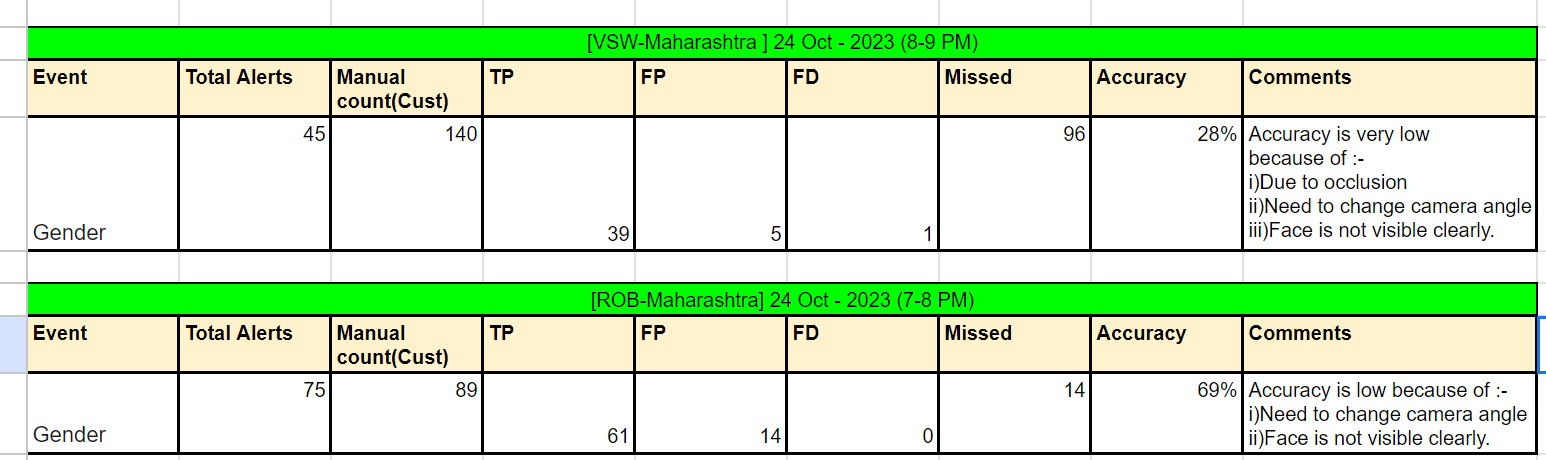 [VSW-Maharashtra ] 24 Oct - 2023 (8-9 PM)
Event Total Alerts Manual count(Cust) TP FP FD Missed Accuracy Comments
Gender 45 140 39 5 1 96 28% Accuracy is very low
because of :-
i)Due to occlusion
ii)Need to change camera angle
iii)Face is not visible clearly.
[ROB-Maharashtra] 24 Oct - 2023 (7-8 PM)
Event Total Alerts Manual count(Cust) TP FP FD Missed Accuracy Comments
Gender 75 89 61 14 0 14 69% Accuracy is low because of :-
i)Need to change camera angle
ii)Face is not visible clearly.